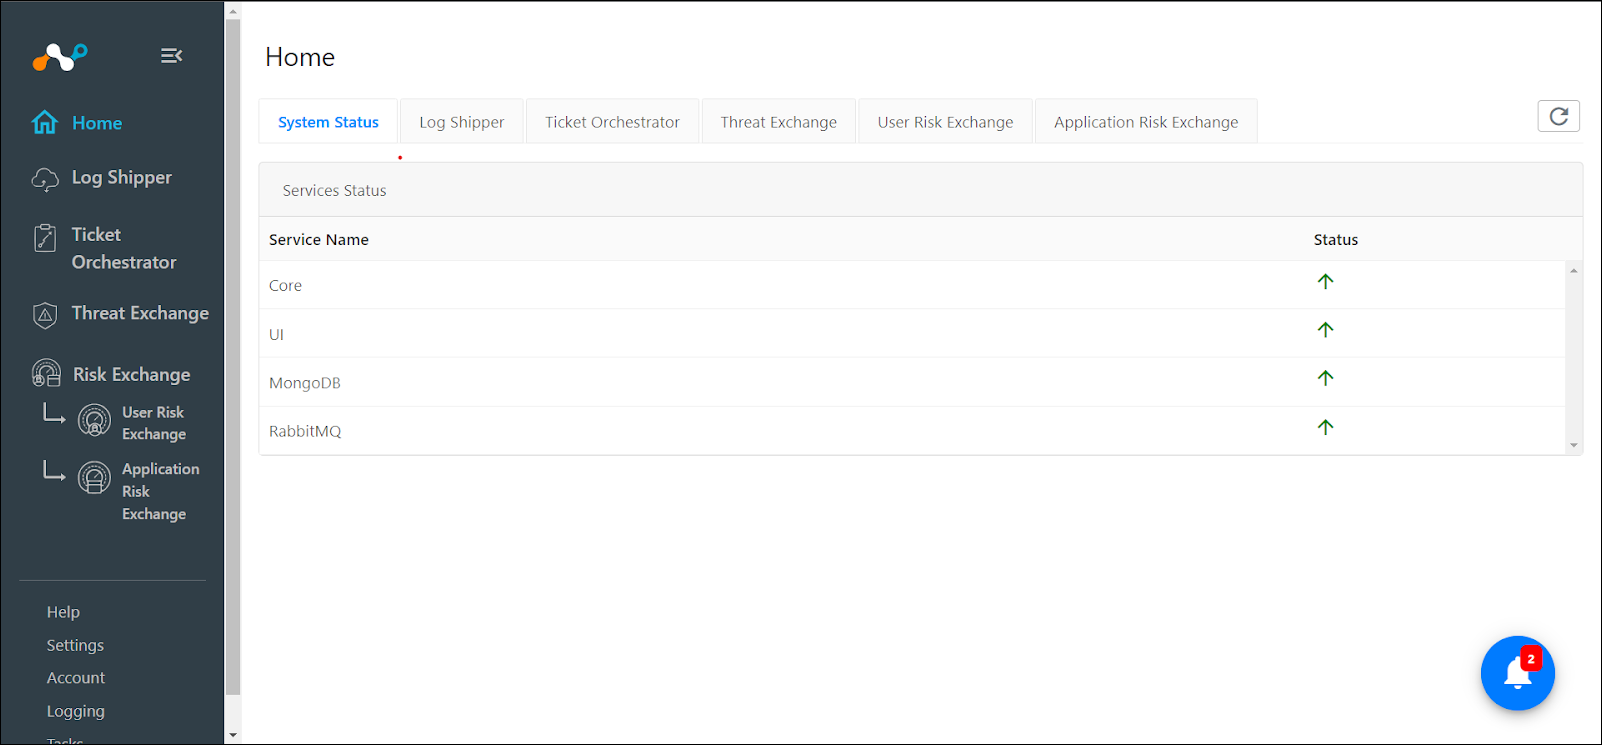 Home
Log Shipper
Ticket
Orchestrator
Threat Exchange
Risk Exchange
User Risk
Exchange
Application
Risk
Exchange
Help
Settings
Account
Logging
Tasks
Home
System Status
Log Shipper
Ticket Orchestrator
Threat Exchange
User Risk Exchange
Application Risk Exchange
Services Status
Service Name Status
Core
UI
MongoDB
RabbitMQ
2